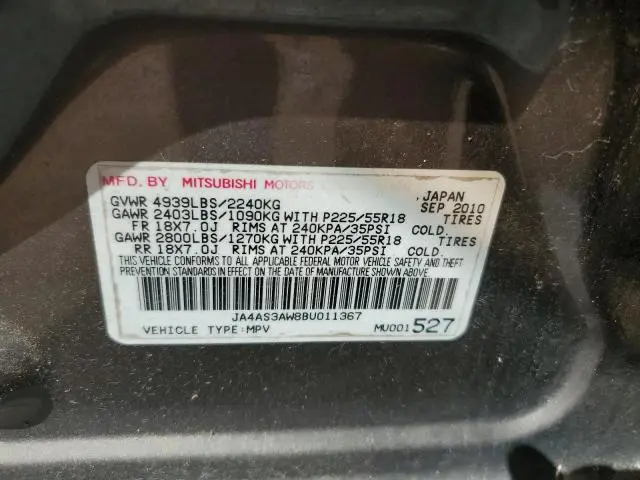 MFD. BY MITSUBISHI MOTORS JAPAN
GVWR 4939LBS/2240KG SEP 2010
GAWR 2403LBS/1090KG WITH P225/55R18 TIRES
FR 18X7.0J RIMS AT 240KPA/35PSI COLD.
GAWR 2800LBS/1270KG WITH P225/55R18 TIRES
RR 18X7.0J RIMS AT 240KPA/35PSI COLD.
THIS VEHICLE CONFORMS TO ALL APPLICABLE FEDERAL MOTOR VEHICLE SAFETY AND THEFT
PREVENTION STANDARDS IN EFFECT ON THE DATE OF MANUFACTURE SHOWN ABOVE.
JA4AS3AW8BU011367
VEHICLE TYPE:MPV MU001527